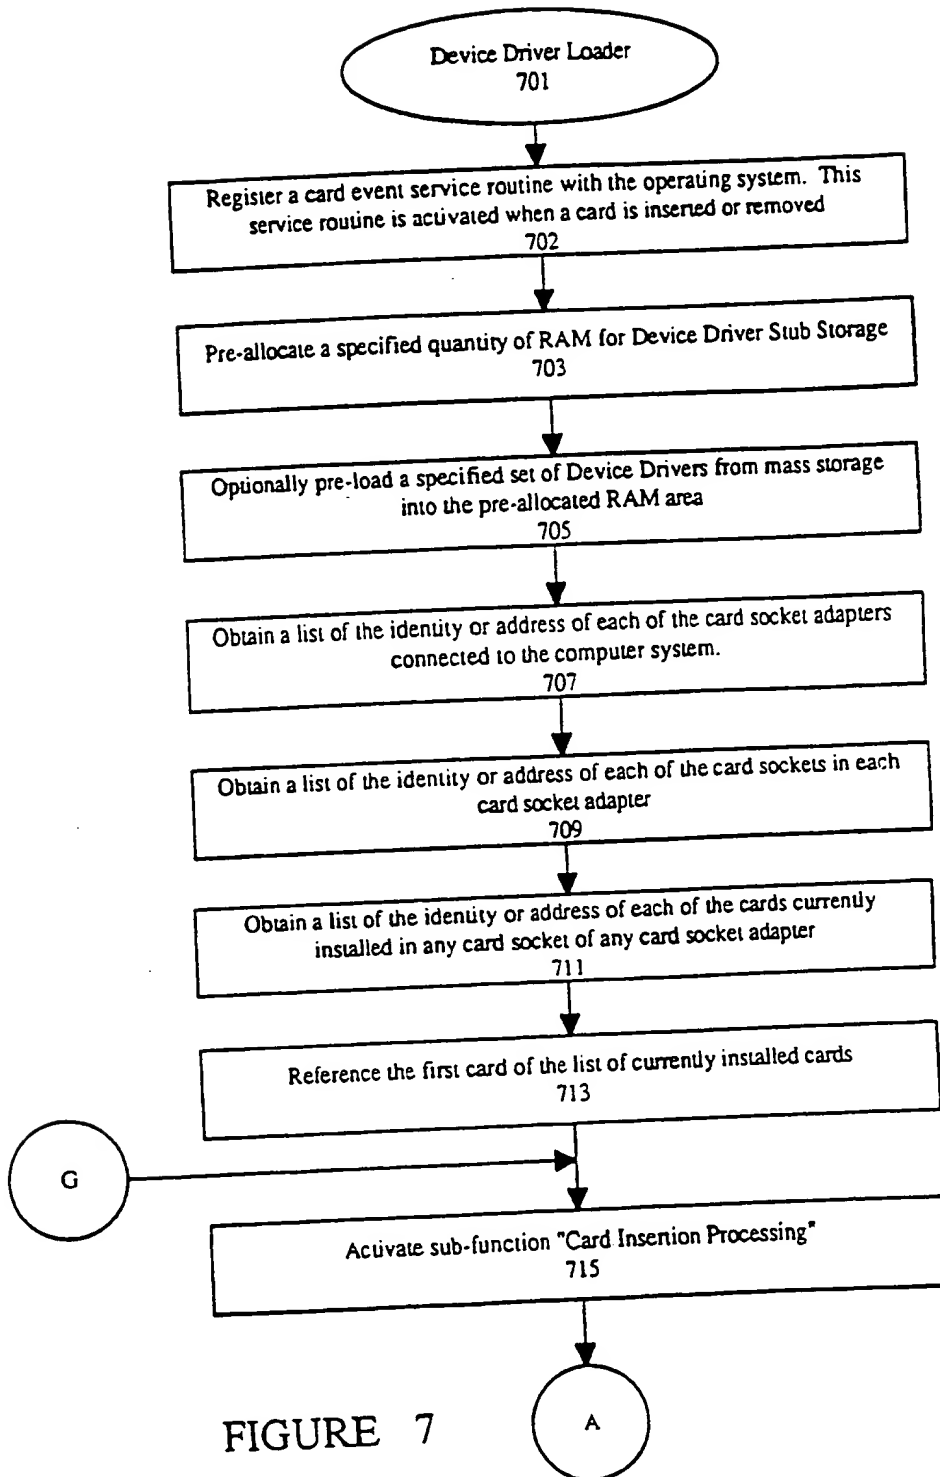 Device Driver Loader
701
Register a card event service routine with the operating system. This
service routine is activated when a card is inserted or removed
702
Pre-allocate a specified quantity of RAM for Device Driver Stub Storage
703
Optionally pre-load a specified set of Device Drivers from mass storage
into the pre-allocated RAM area
705
Obtain a list of the identity or address of each of the card socket adapters
connected to the computer system.
707
Obtain a list of the identity or address of each of the card sockets in each
card socket adapter
709
Obtain a list of the identity or address of each of the cards currently
installed in any card socket of any card socket adapter
711
Reference the first card of the list of currently installed cards
713
G
Activate sub-function "Card Insertion Processing"
715
A
FIGURE 7